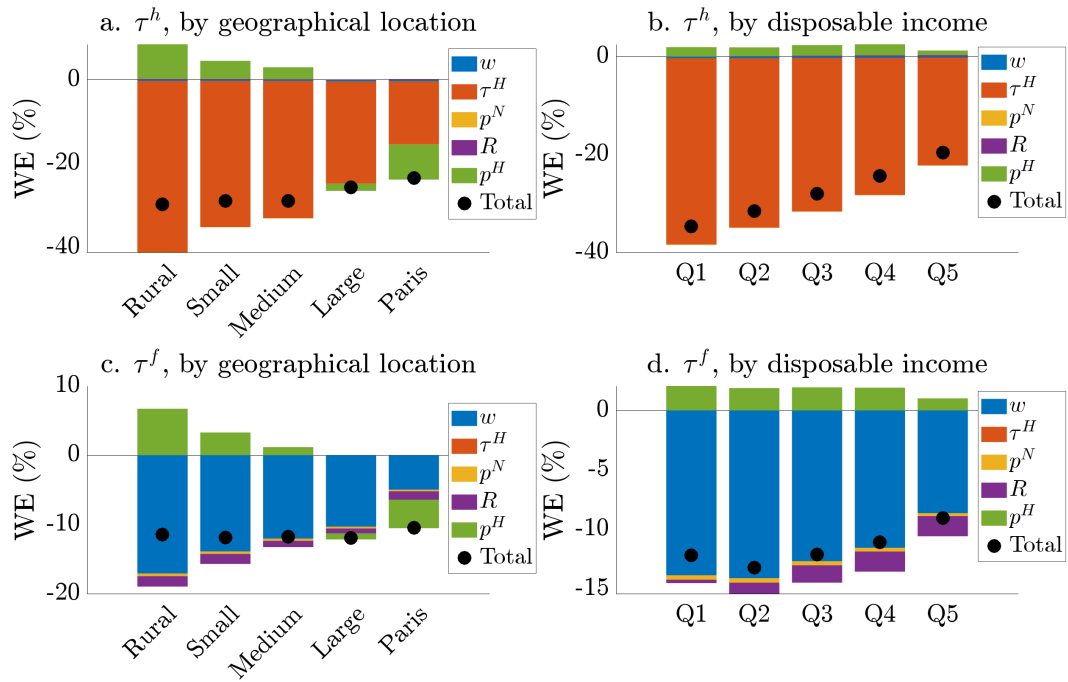 a. τ^h, by geographical location
WE (%)
0
-20
-40
Rural
Small
Medium
Large
Paris
w
τ^H
p^N
R
p^H
Total
b. τ^h, by disposable income
WE (%)
0
-20
-40
Q1
Q2
Q3
Q4
Q5
w
τ^H
p^N
R
p^H
Total
c. τ^f, by geographical location
WE (%)
10
0
-10
-20
Rural
Small
Medium
Large
Paris
w
τ^H
p^N
R
p^H
Total
d. τ^f, by disposable income
WE (%)
0
-5
-10
-15
Q1
Q2
Q3
Q4
Q5
w
τ^H
p^N
R
p^H
Total